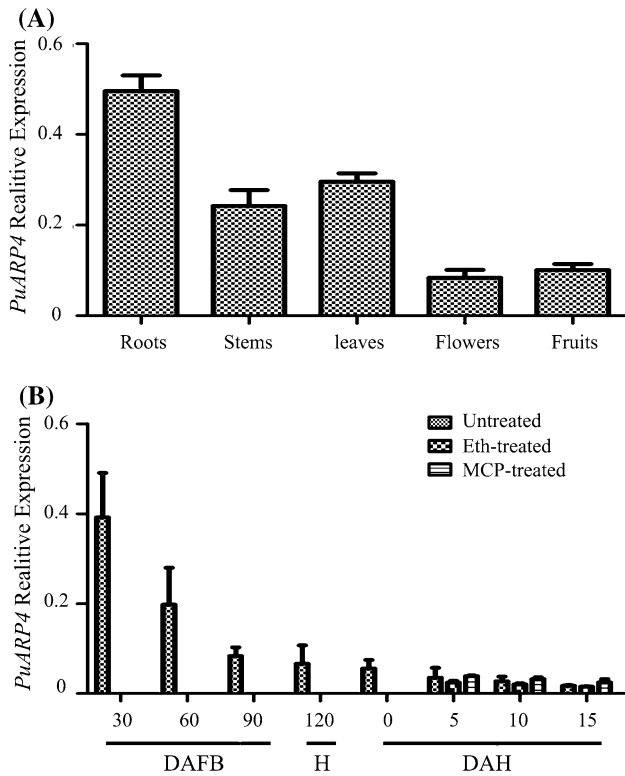 (A)
PuARP4 Realitive Expression
0.6
0.4
0.2
0
Roots Stems leaves Flowers Fruits
(B)
PuARP4 Realitive Expression
0.6
0.4
0.2
0
Untreated
Eth-treated
MCP-treated
30 60 90 120 0 5 10 15
DAFB H DAH